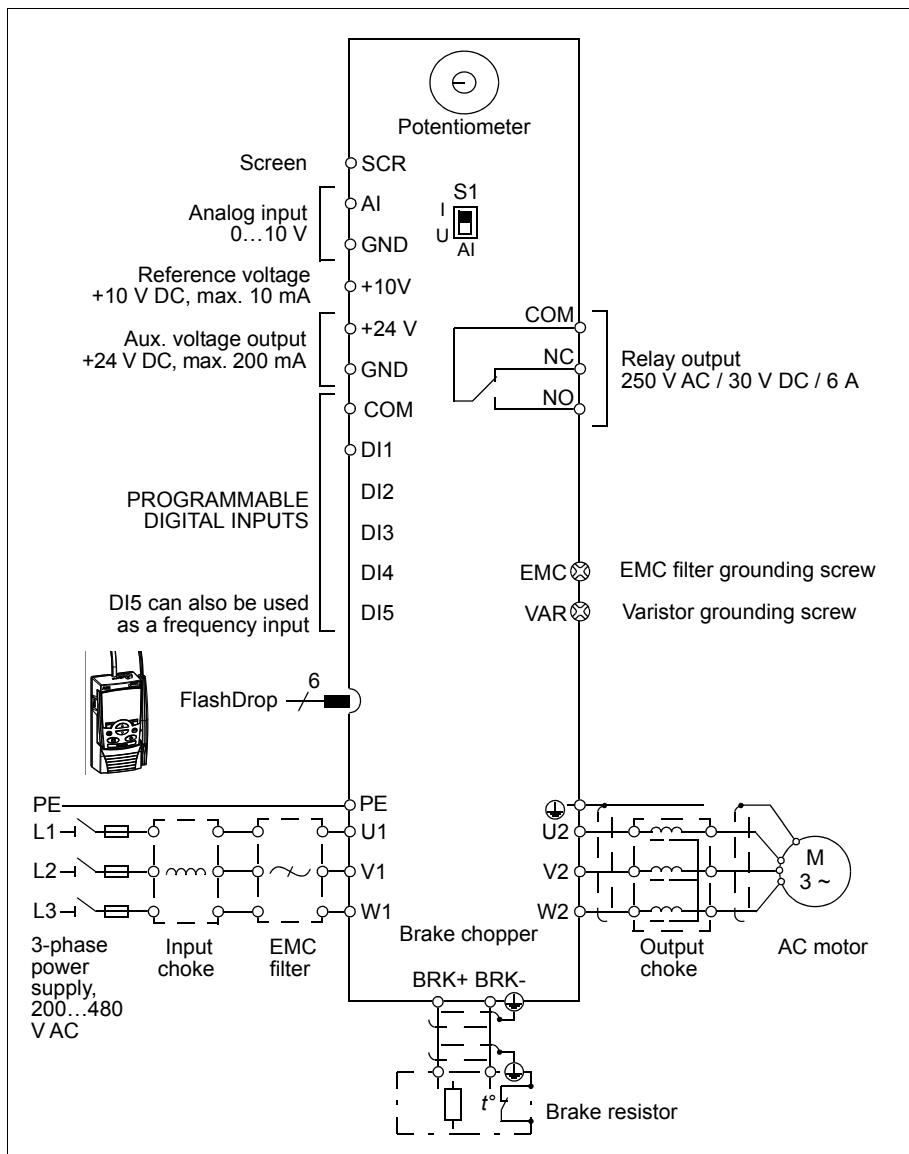 Potentiometer
Screen
SCR
S1
I
U
AI
Analog input
0…10 V
AI
GND
Reference voltage
+10 V DC, max. 10 mA
+10V
Aux. voltage output
+24 V DC, max. 200 mA
+24 V
GND
COM
NC
NO
Relay output
250 V AC / 30 V DC / 6 A
PROGRAMMABLE
DIGITAL INPUTS
COM
DI1
DI2
DI3
DI4
DI5
DI5 can also be used
as a frequency input
EMC
EMC filter grounding screw
VAR
Varistor grounding screw
FlashDrop
6
PE
L1
L2
L3
PE
U1
V1
W1
U2
V2
W2
M
3 ~
3-phase
power
supply,
200…480
V AC
Input
choke
EMC
filter
Brake chopper
BRK+ BRK-
Output
choke
AC motor
t°
Brake resistor